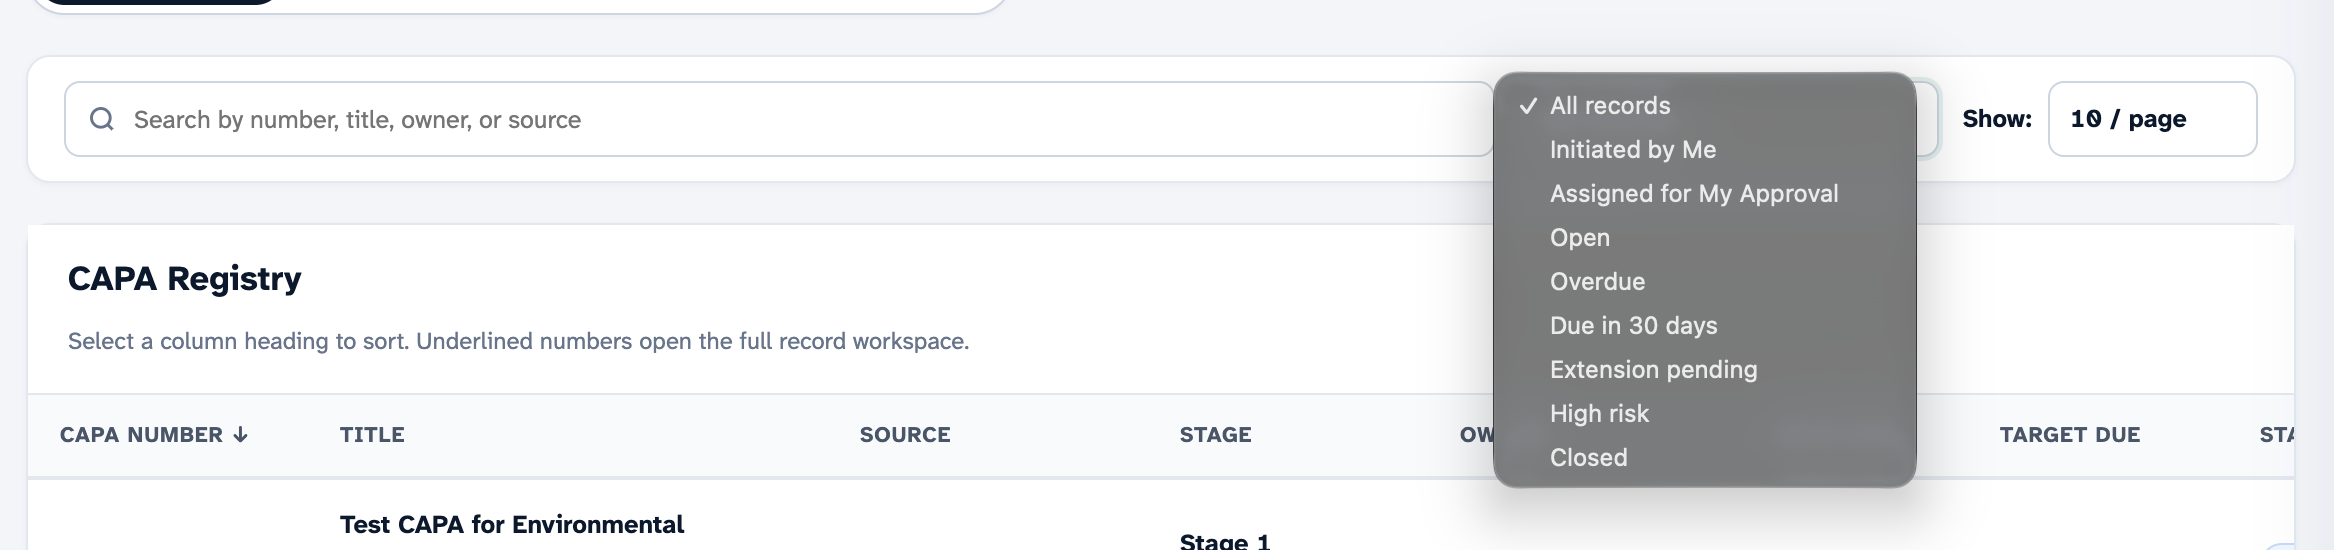 Search by number, title, owner, or source
✓ All records
Initiated by Me
Assigned for My Approval
Open
Overdue
Due in 30 days
Extension pending
High risk
Closed
Show:
10 / page
CAPA Registry
Select a column heading to sort. Underlined numbers open the full record workspace.
CAPA NUMBER ↓ TITLE SOURCE STAGE TARGET DUE
Test CAPA for Environmental
Stage 1